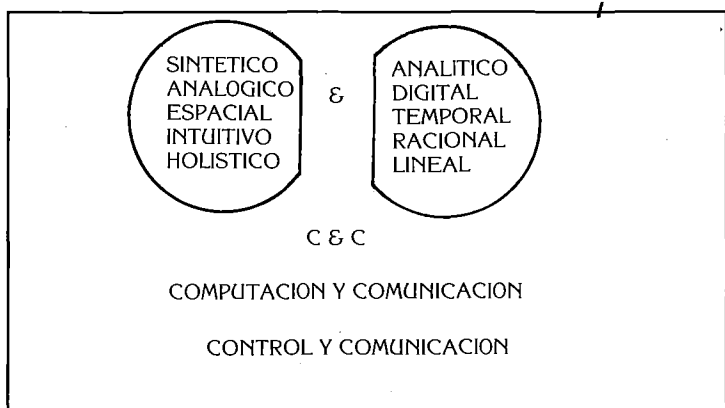 SINTETICO
ANALOGICO
ESPACIAL
INTUITIVO
HOLISTICO
&
ANALITICO
DIGITAL
TEMPORAL
RACIONAL
LINEAL
C & C
COMPUTACION Y COMUNICACION
CONTROL Y COMUNICACION